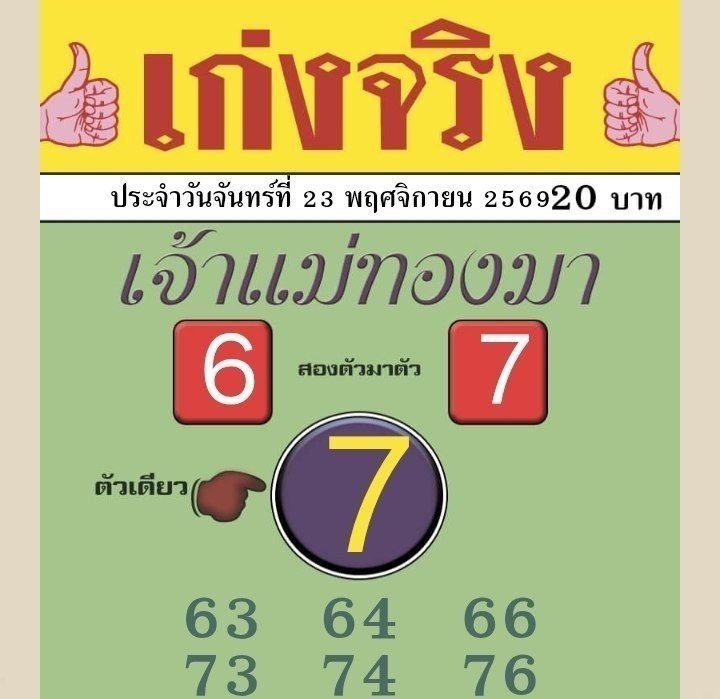 เก่งจริง
ประจำวันจันทร์ที่ 23 พฤศจิกายน 2569 20 บาท
เจ้าแม่ทองมา
6 สองตัวมาตัว 7
ตัวเดียว 7
63 64 66
73 74 76